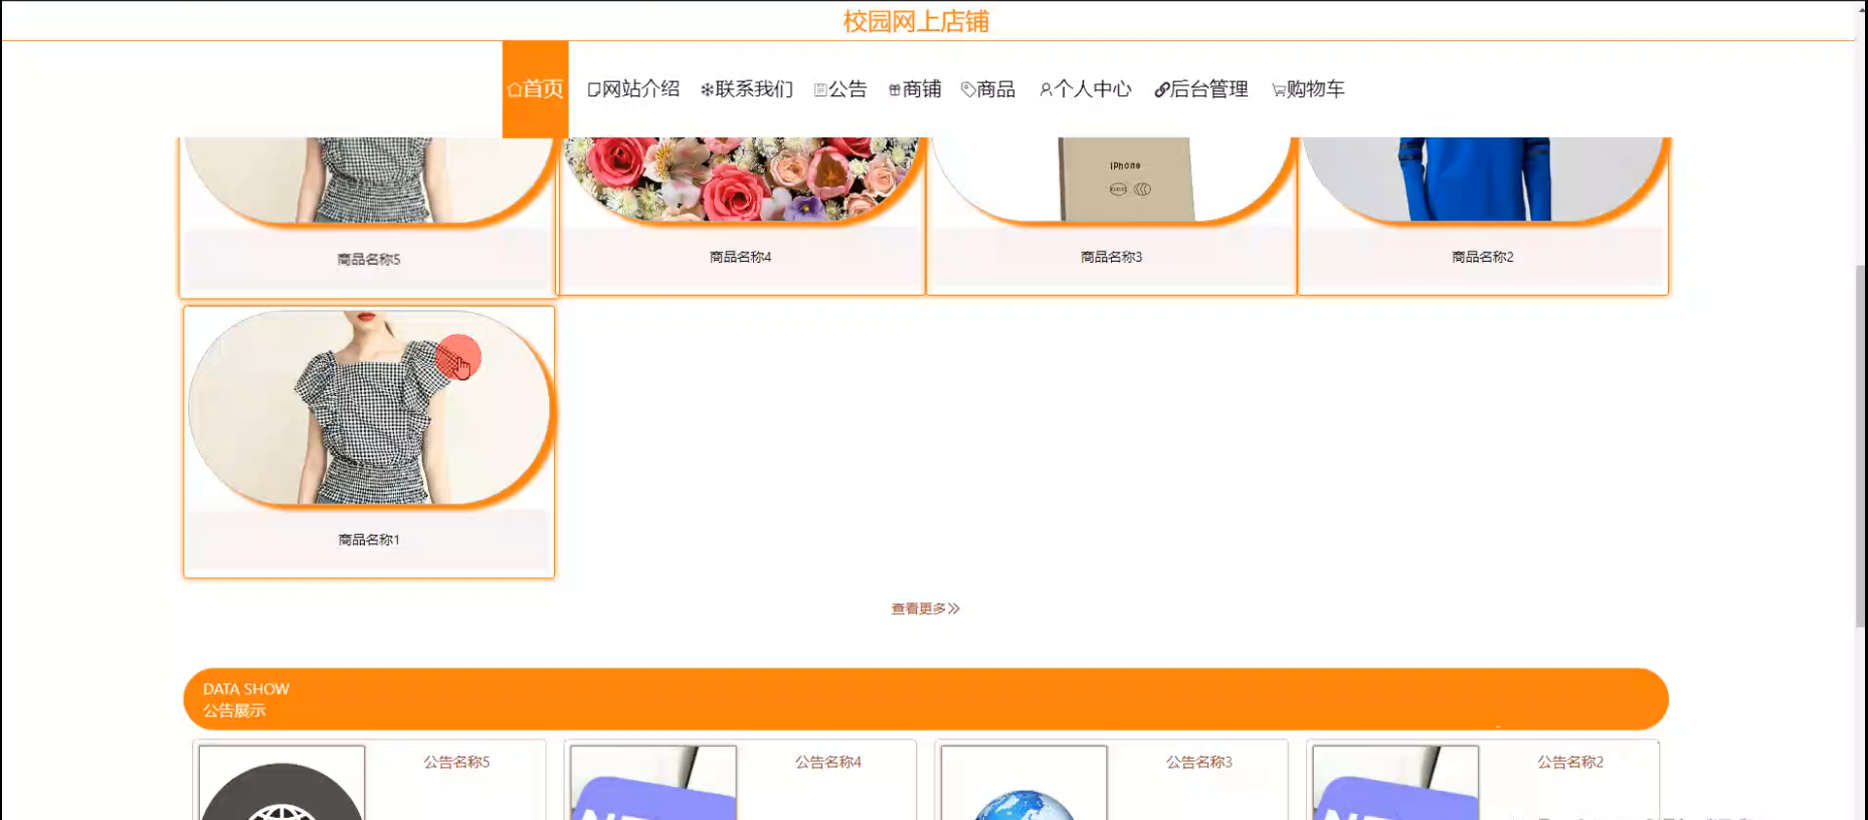 校园网上店铺
首页 网站介绍 联系我们 公告 商铺 商品 个人中心 后台管理 购物车
iPhone
商品名称5 商品名称4 商品名称3 商品名称2
商品名称1
查看更多
DATA SHOW
公告展示
公告名称5 公告名称4 公告名称3 公告名称2